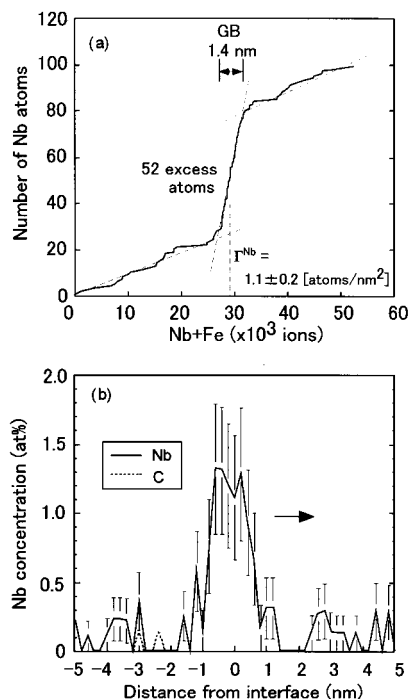 (a)
GB
1.4 nm
52 excess
atoms
Γ^Nb =
1.1±0.2 [atoms/nm²]
Number of Nb atoms
120
100
80
60
40
20
0
0 10 20 30 40 50 60
Nb+Fe (x10³ ions)
(b)
Nb
C
Nb concentration (at%)
2.0
1.5
1.0
0.5
0
-5 -4 -3 -2 -1 0 1 2 3 4 5
Distance from interface (nm)